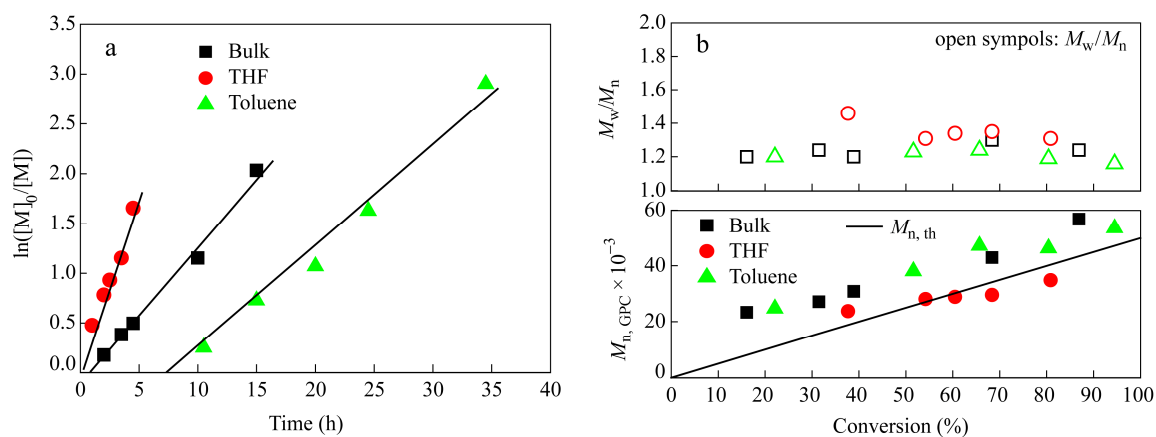 a
3.5
3.0
2.5
2.0
1.5
1.0
0.5
0.0
ln([M]0/[M])
Bulk
THF
Toluene
0 5 10 15 20 25 30 35 40
Time (h)
b
open sympols: Mw/Mn
2.0
1.8
1.6
1.4
1.2
1.0
Mw/Mn
Bulk
THF
Toluene
Mn, th
60
40
20
0
Mn, GPC × 10−3
0 10 20 30 40 50 60 70 80 90 100
Conversion (%)